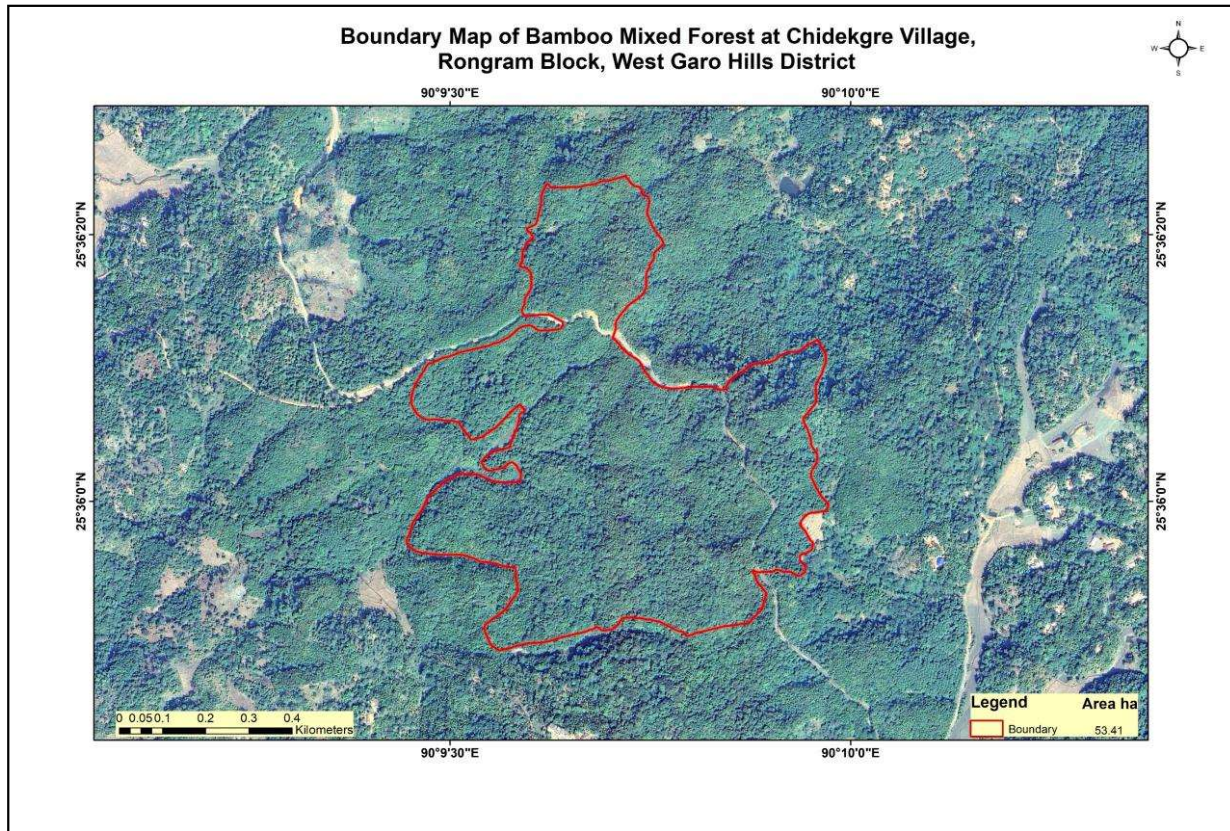 Boundary Map of Bamboo Mixed Forest at Chidekgre Village,
Rongram Block, West Garo Hills District
N
W E
S
90°9'30"E 90°10'0"E
25°36'20"N 25°36'20"N
25°36'0"N 25°36'0"N
0 0.05 0.1 0.2 0.3 0.4
Kilometers
Legend Area ha
Boundary 53.41
90°9'30"E 90°10'0"E